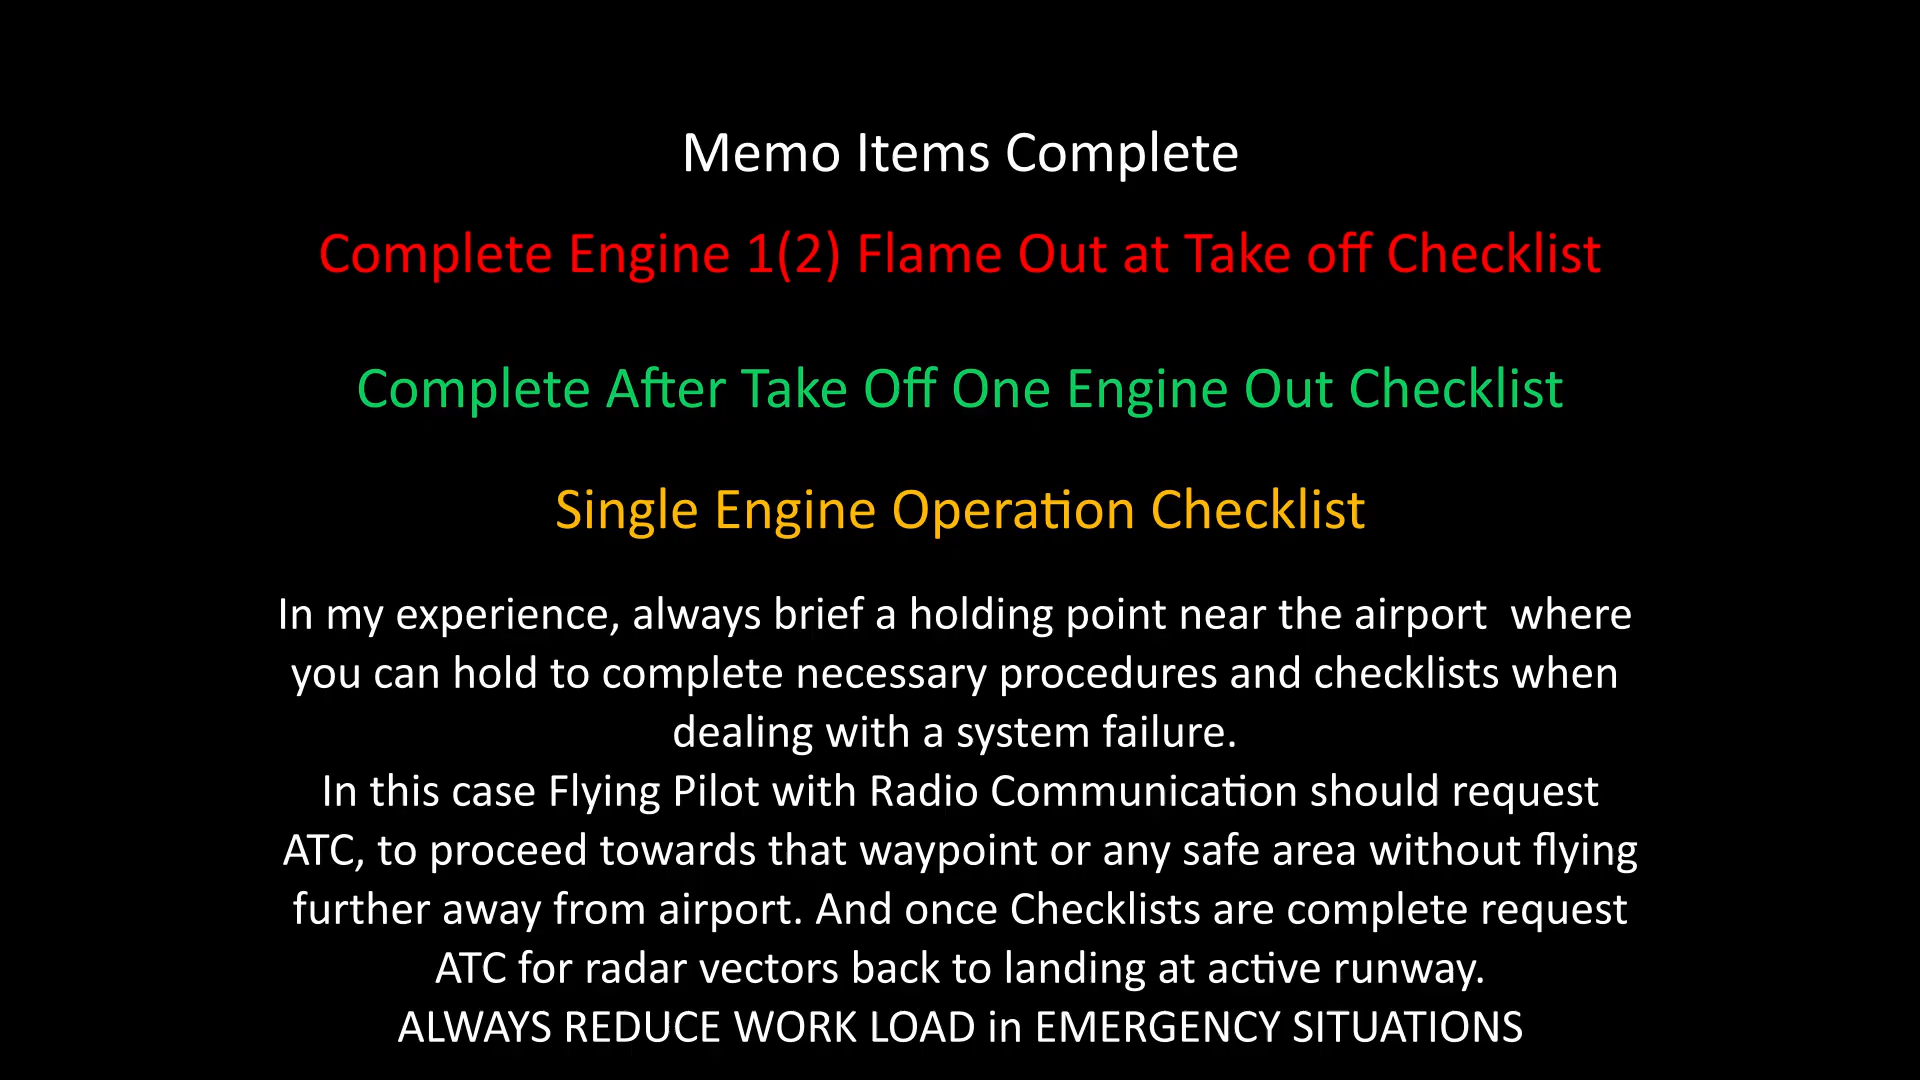 Memo Items Complete
Complete Engine 1(2) Flame Out at Take off Checklist
Complete After Take Off One Engine Out Checklist
Single Engine Operation Checklist
In my experience, always brief a holding point near the airport  where
you can hold to complete necessary procedures and checklists when
dealing with a system failure.
In this case Flying Pilot with Radio Communication should request
ATC, to proceed towards that waypoint or any safe area without flying
further away from airport. And once Checklists are complete request
ATC for radar vectors back to landing at active runway.
ALWAYS REDUCE WORK LOAD in EMERGENCY SITUATIONS